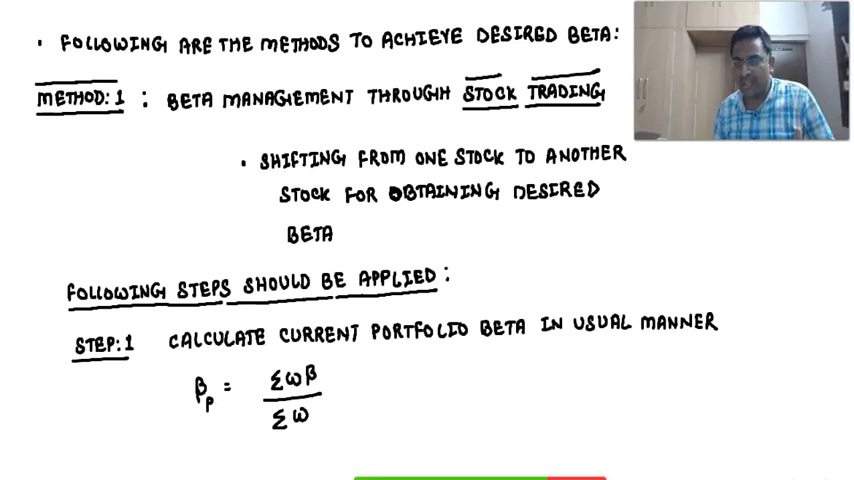 • FOLLOWING ARE THE METHODS TO ACHIEVE DESIRED BETA:
METHOD:1 : BETA MANAGEMENT THROUGH STOCK TRADING
• SHIFTING FROM ONE STOCK TO ANOTHER
STOCK FOR OBTAINING DESIRED
BETA
FOLLOWING STEPS SHOULD BE APPLIED:
STEP:1 CALCULATE CURRENT PORTFOLIO BETA IN USUAL MANNER
βp = Σωβ
Σω